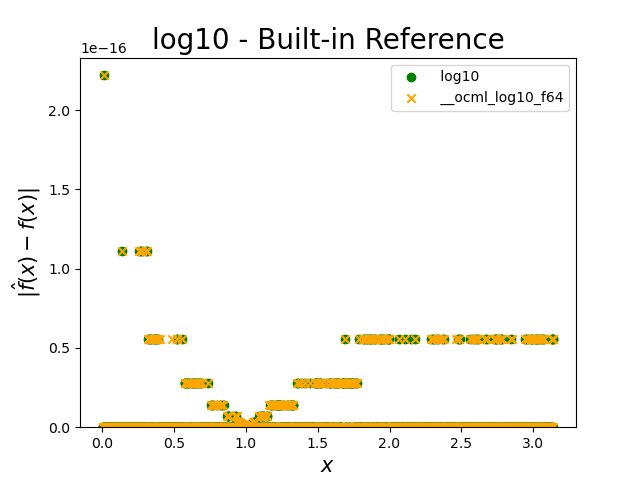 log10 - Built-in Reference
1e−16
log10
__ocml_log10_f64
2.0
1.5
1.0
0.5
0.0
|f̂(x) − f(x)|
0.0 0.5 1.0 1.5 2.0 2.5 3.0
x